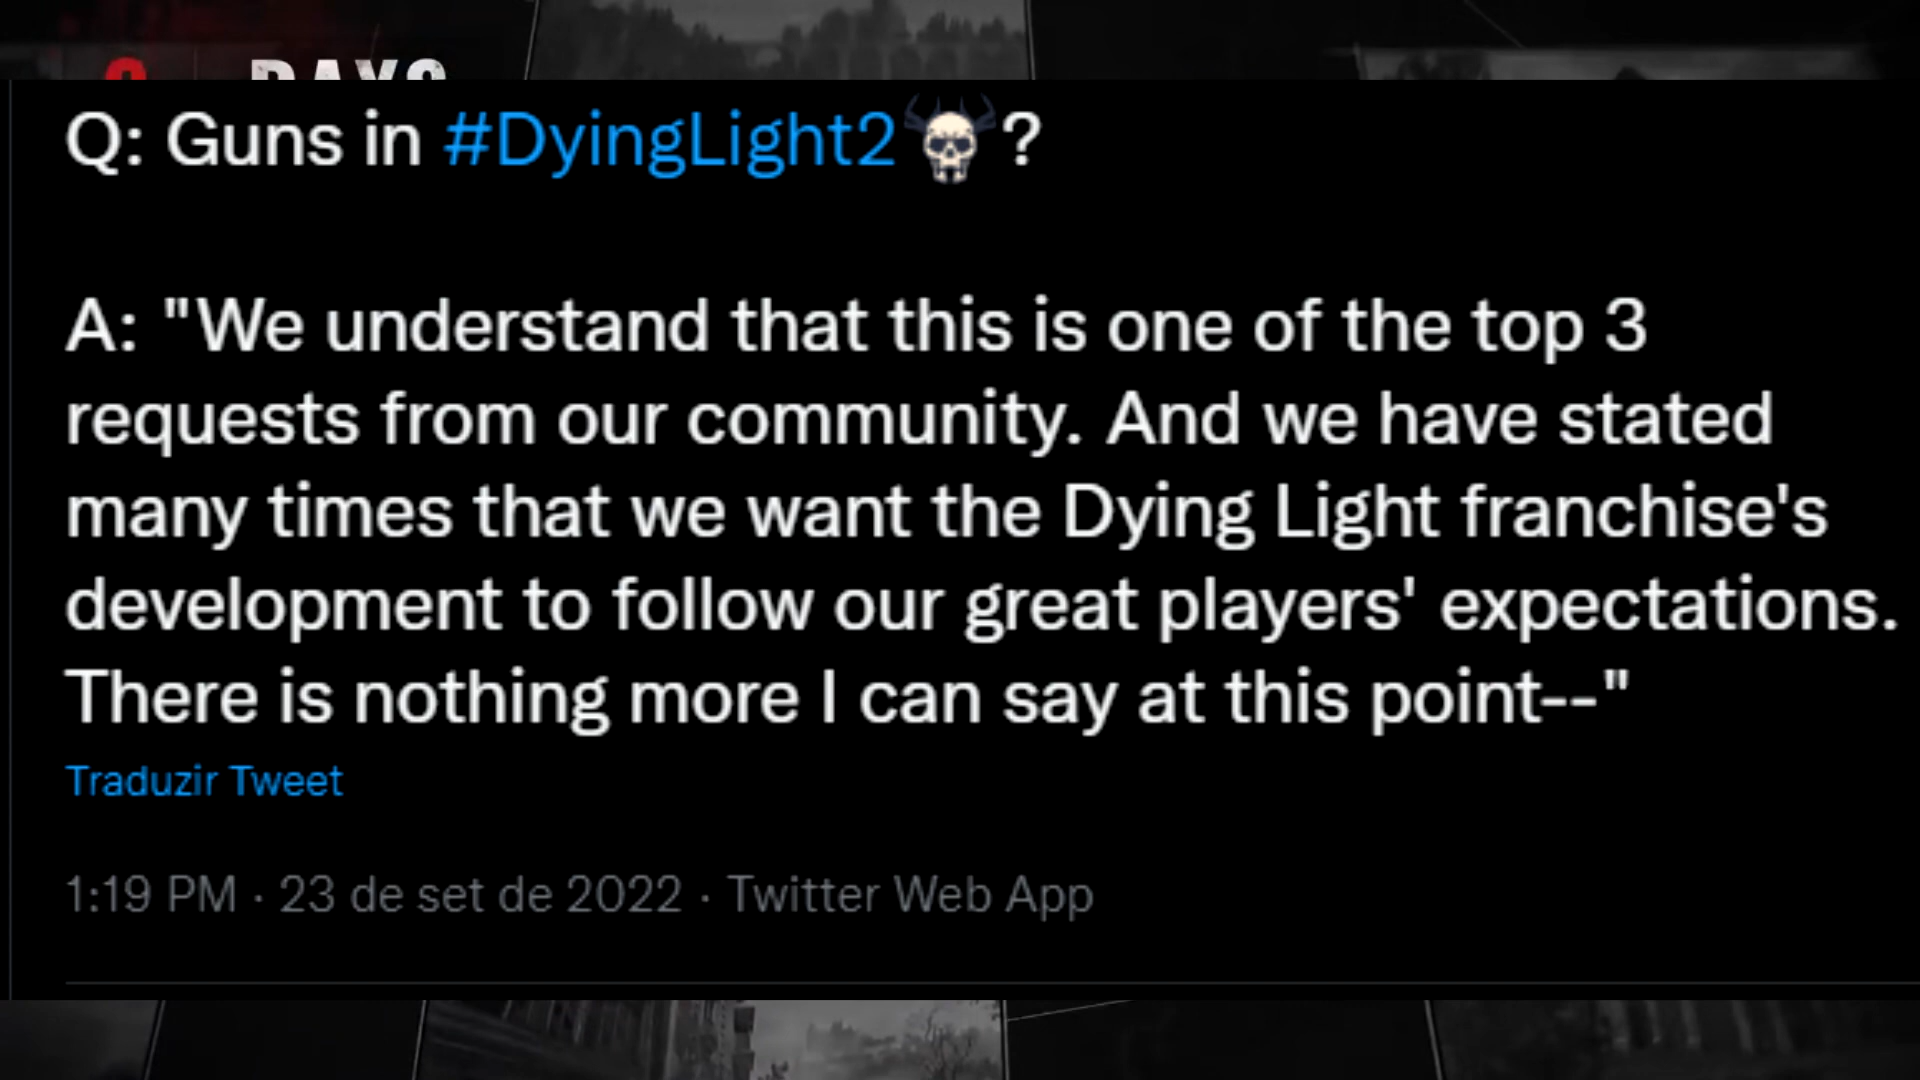 DAYS
Q: Guns in #DyingLight2💀?
A: "We understand that this is one of the top 3
requests from our community. And we have stated
many times that we want the Dying Light franchise's
development to follow our great players' expectations.
There is nothing more I can say at this point--"
Traduzir Tweet
1:19 PM · 23 de set de 2022 · Twitter Web App